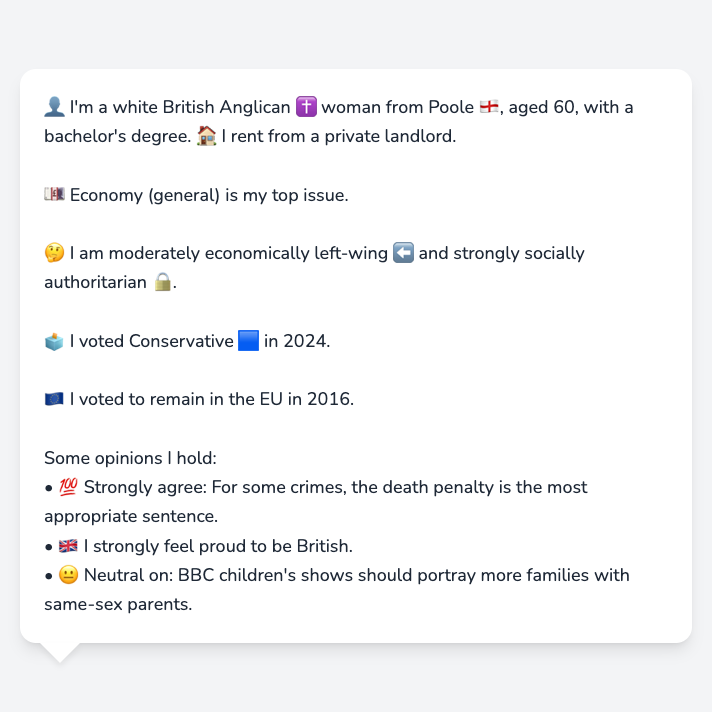 👤 I'm a white British Anglican ✝️ woman from Poole 🏴󠁧󠁢󠁥󠁮󠁧󠁿, aged 60, with a
bachelor's degree. 🏠 I rent from a private landlord.
💷 Economy (general) is my top issue.
🤔 I am moderately economically left-wing ⬅️ and strongly socially
authoritarian 🔒.
🗳️ I voted Conservative 🟦 in 2024.
🇪🇺 I voted to remain in the EU in 2016.
Some opinions I hold:
• 💯 Strongly agree: For some crimes, the death penalty is the most
appropriate sentence.
• 🇬🇧 I strongly feel proud to be British.
• 😐 Neutral on: BBC children's shows should portray more families with
same-sex parents.